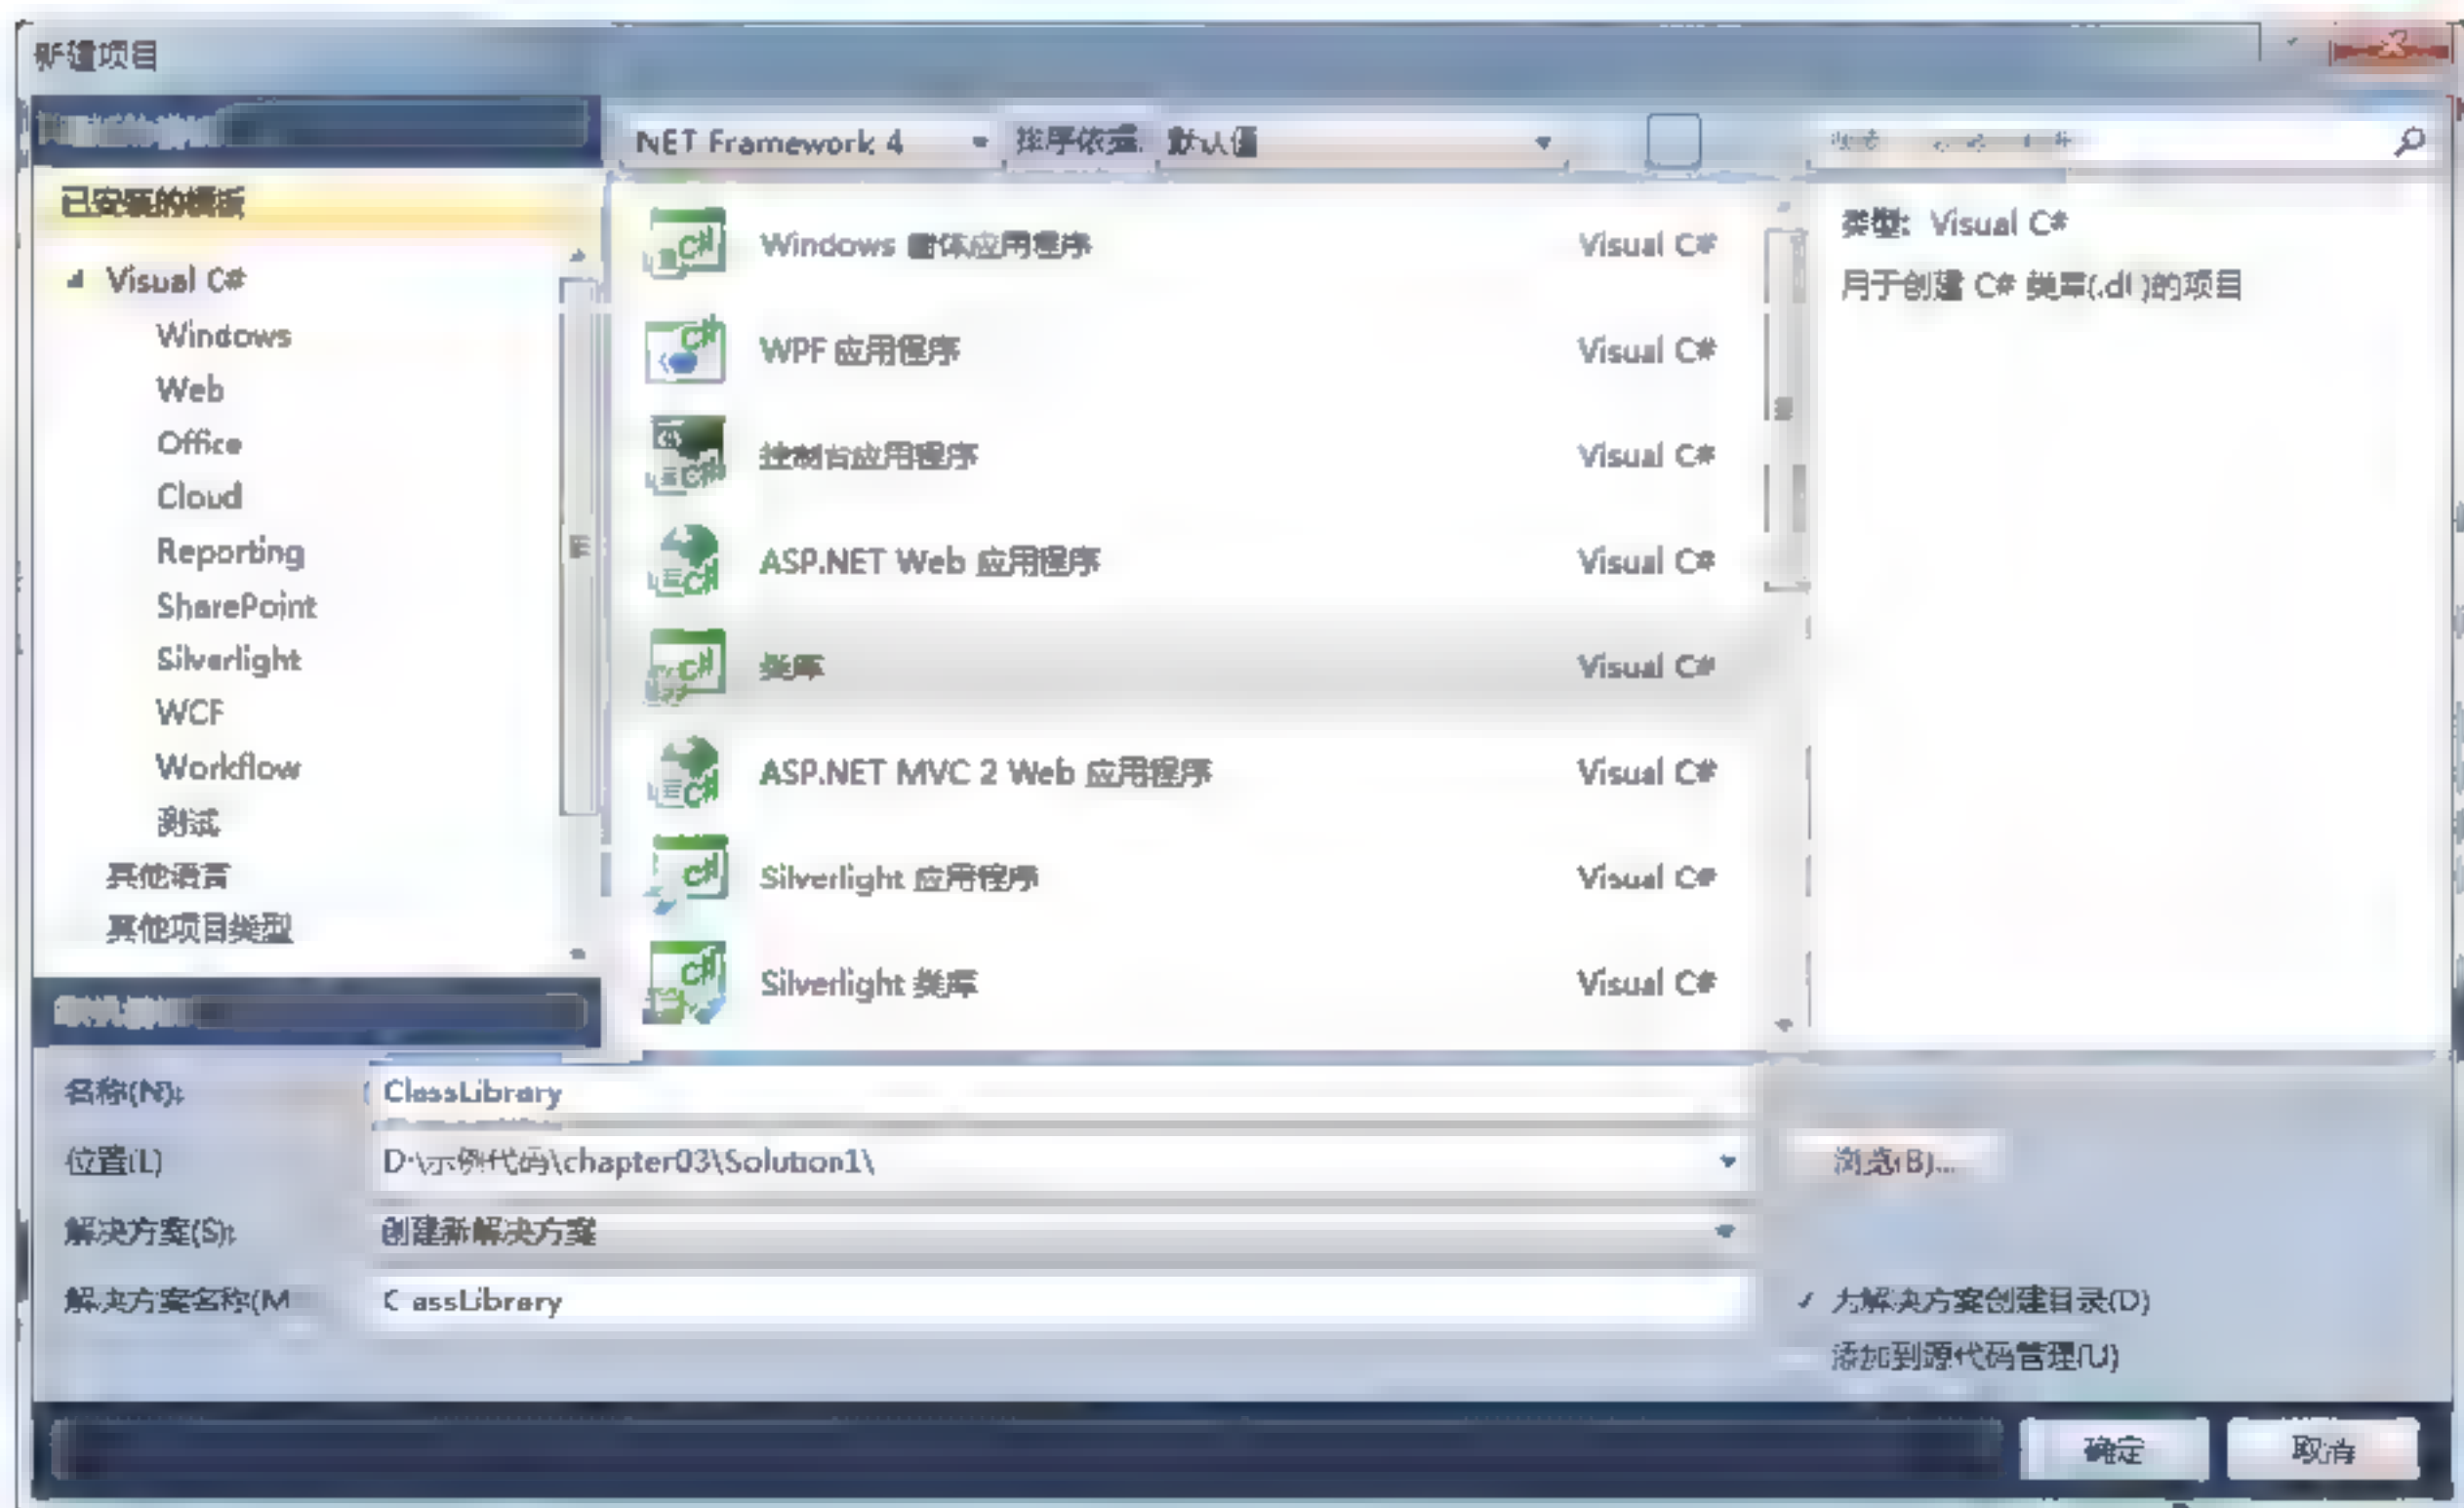 新建项目
NET Framework 4 排序依据: 默认值
已安装的模板
Visual C#
Windows
Web
Office
Cloud
Reporting
SharePoint
Silverlight
WCF
Workflow
测试
其他语言
其他项目类型
Windows 窗体应用程序 Visual C#
WPF 应用程序 Visual C#
控制台应用程序 Visual C#
ASP.NET Web 应用程序 Visual C#
类库 Visual C#
ASP.NET MVC 2 Web 应用程序 Visual C#
Silverlight 应用程序 Visual C#
Silverlight 类库 Visual C#
类型: Visual C#
用于创建 C# 类库(.dll)的项目
名称(N): ClassLibrary
位置(L) D:\示例代码\chapter03\Solution1\
浏览(B)...
解决方案(S): 创建新解决方案
解决方案名称(M ClassLibrary
为解决方案创建目录(D)
添加到源代码管理(U)
确定 取消